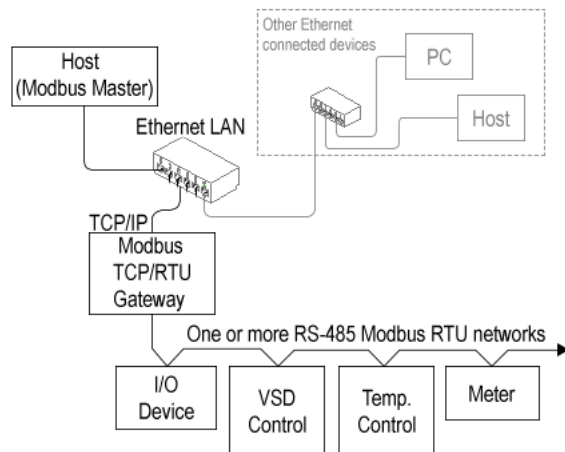 Other Ethernet
connected devices
PC
Host
Host
(Modbus Master)
Ethernet LAN
TCP/IP
Modbus
TCP/RTU
Gateway
One or more RS-485 Modbus RTU networks
I/O
Device
VSD
Control
Temp.
Control
Meter